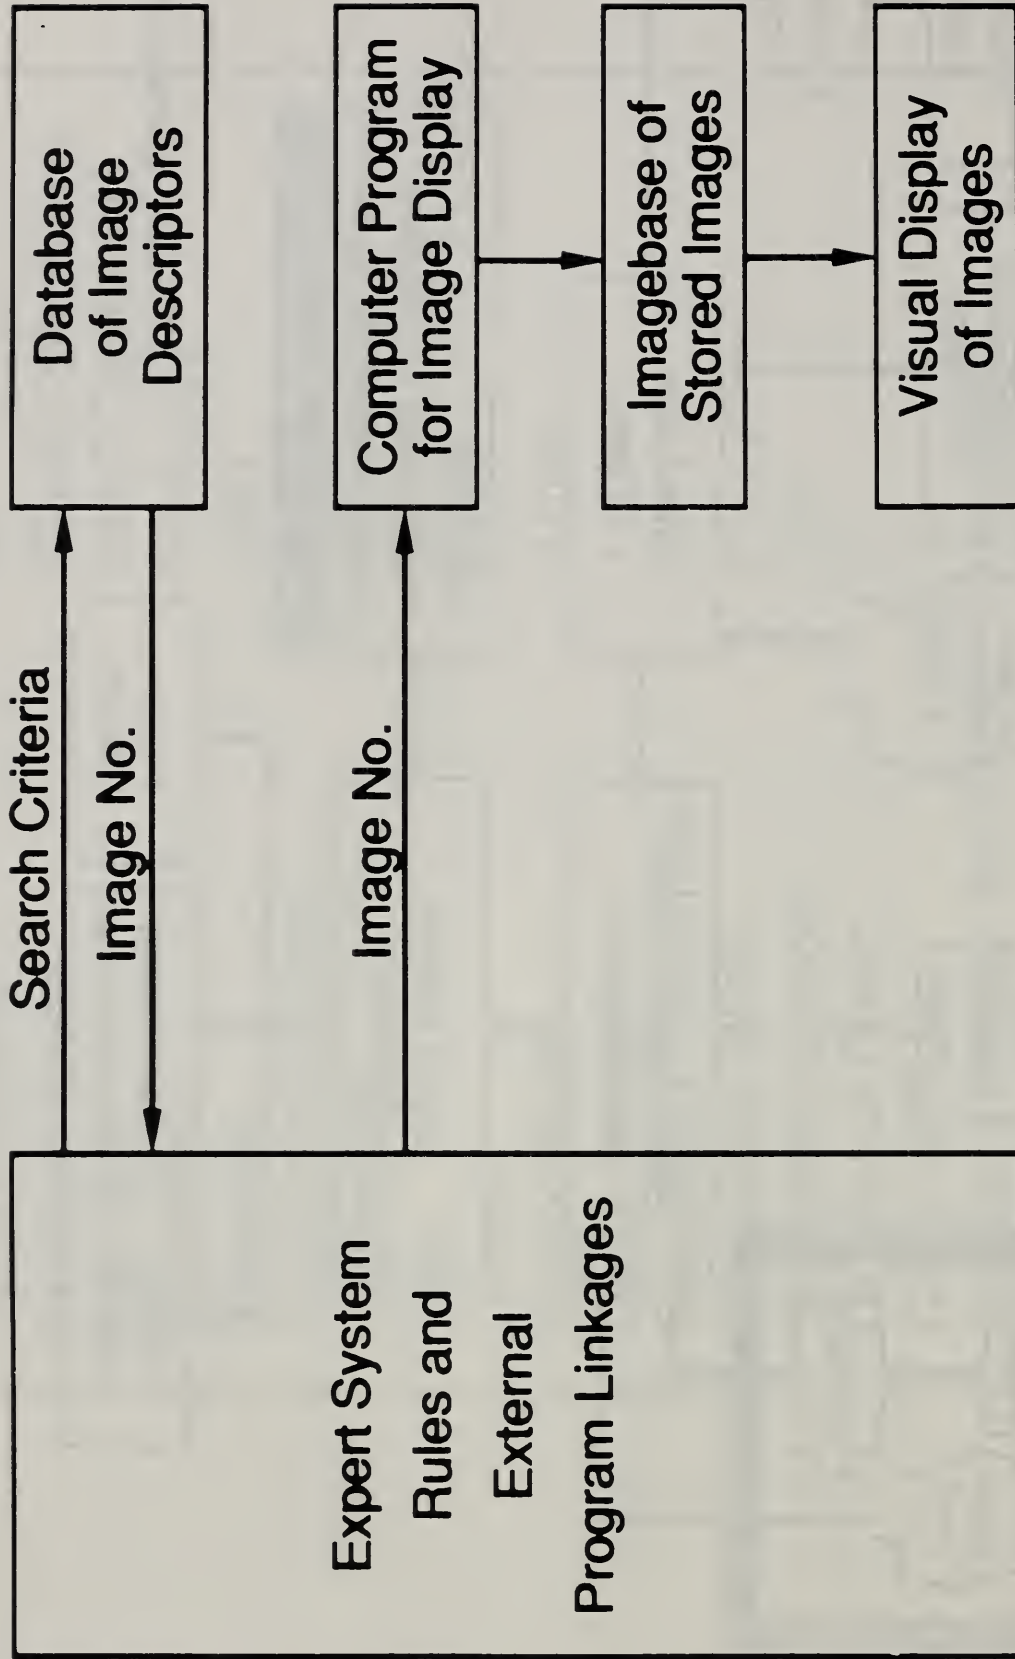 Expert System
Rules and
External
Program Linkages
Search Criteria
Image No.
Image No.
Database
of Image
Descriptors
Computer Program
for Image Display
Imagebase of
Stored Images
Visual Display
of Images